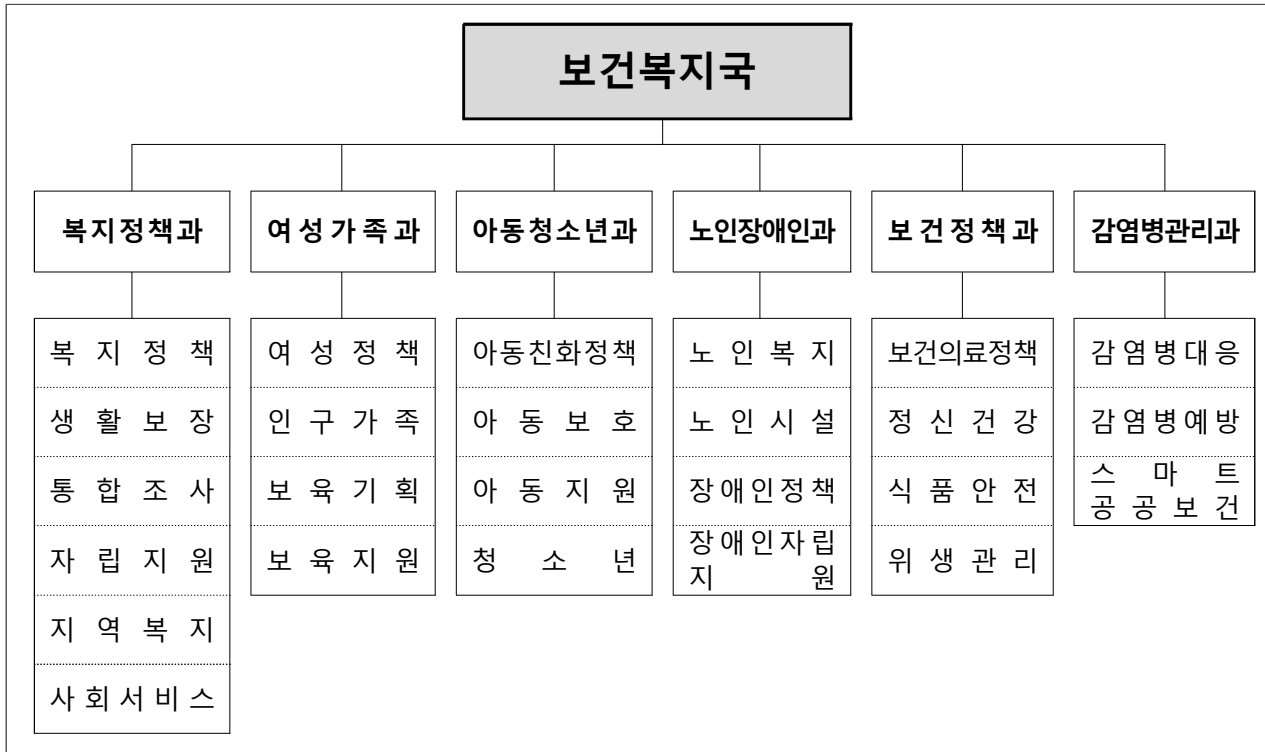 보건복지국
복지정책과
여성가족과
아동청소년과
노인장애인과
보건정책과
감염병관리과
복지정책
생활보장
통합조사
자립지원
지역복지
사회서비스
여성정책
인구가족
보육기획
보육지원
아동친화정책
아동보호
아동지원
청소년
노인복지
노인시설
장애인정책
장애인자립
지원
보건의료정책
정신건강
식품안전
위생관리
감염병대응
감염병예방
스마트
공공보건